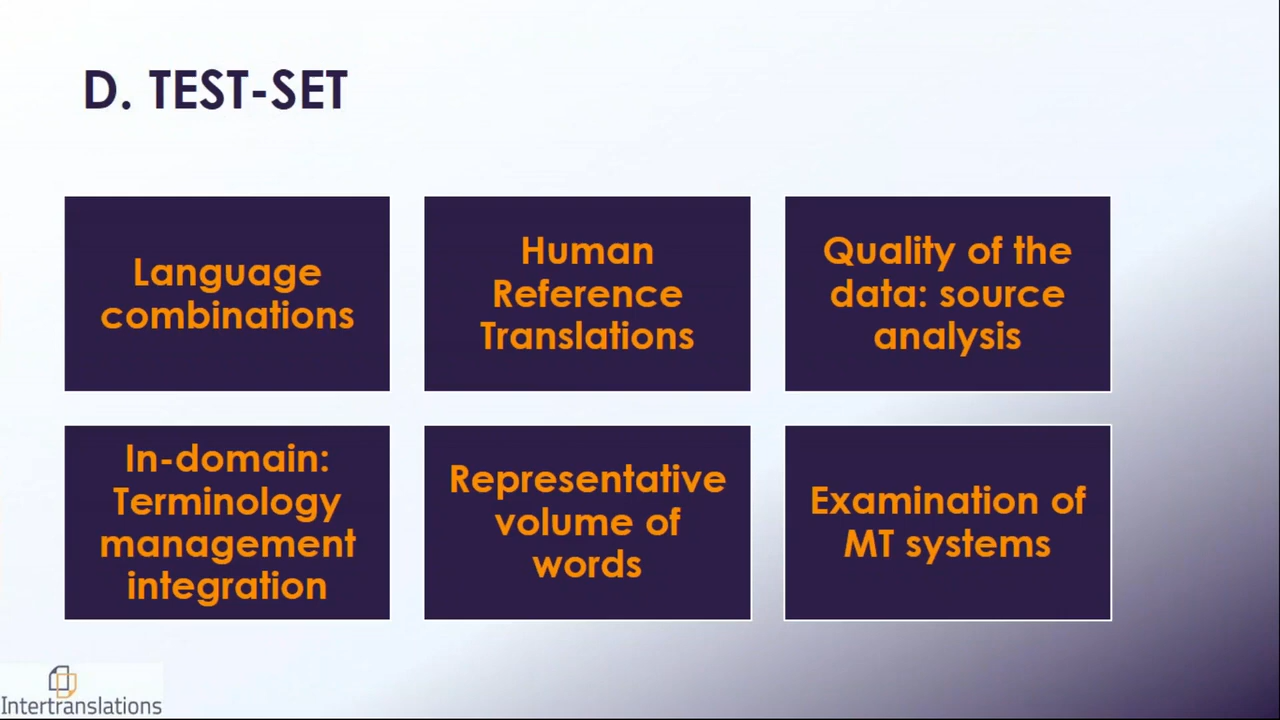 D. TEST-SET
Language
combinations
Human
Reference
Translations
Quality of the
data: source
analysis
In-domain:
Terminology
management
integration
Representative
volume of
words
Examination of
MT systems
Intertranslations